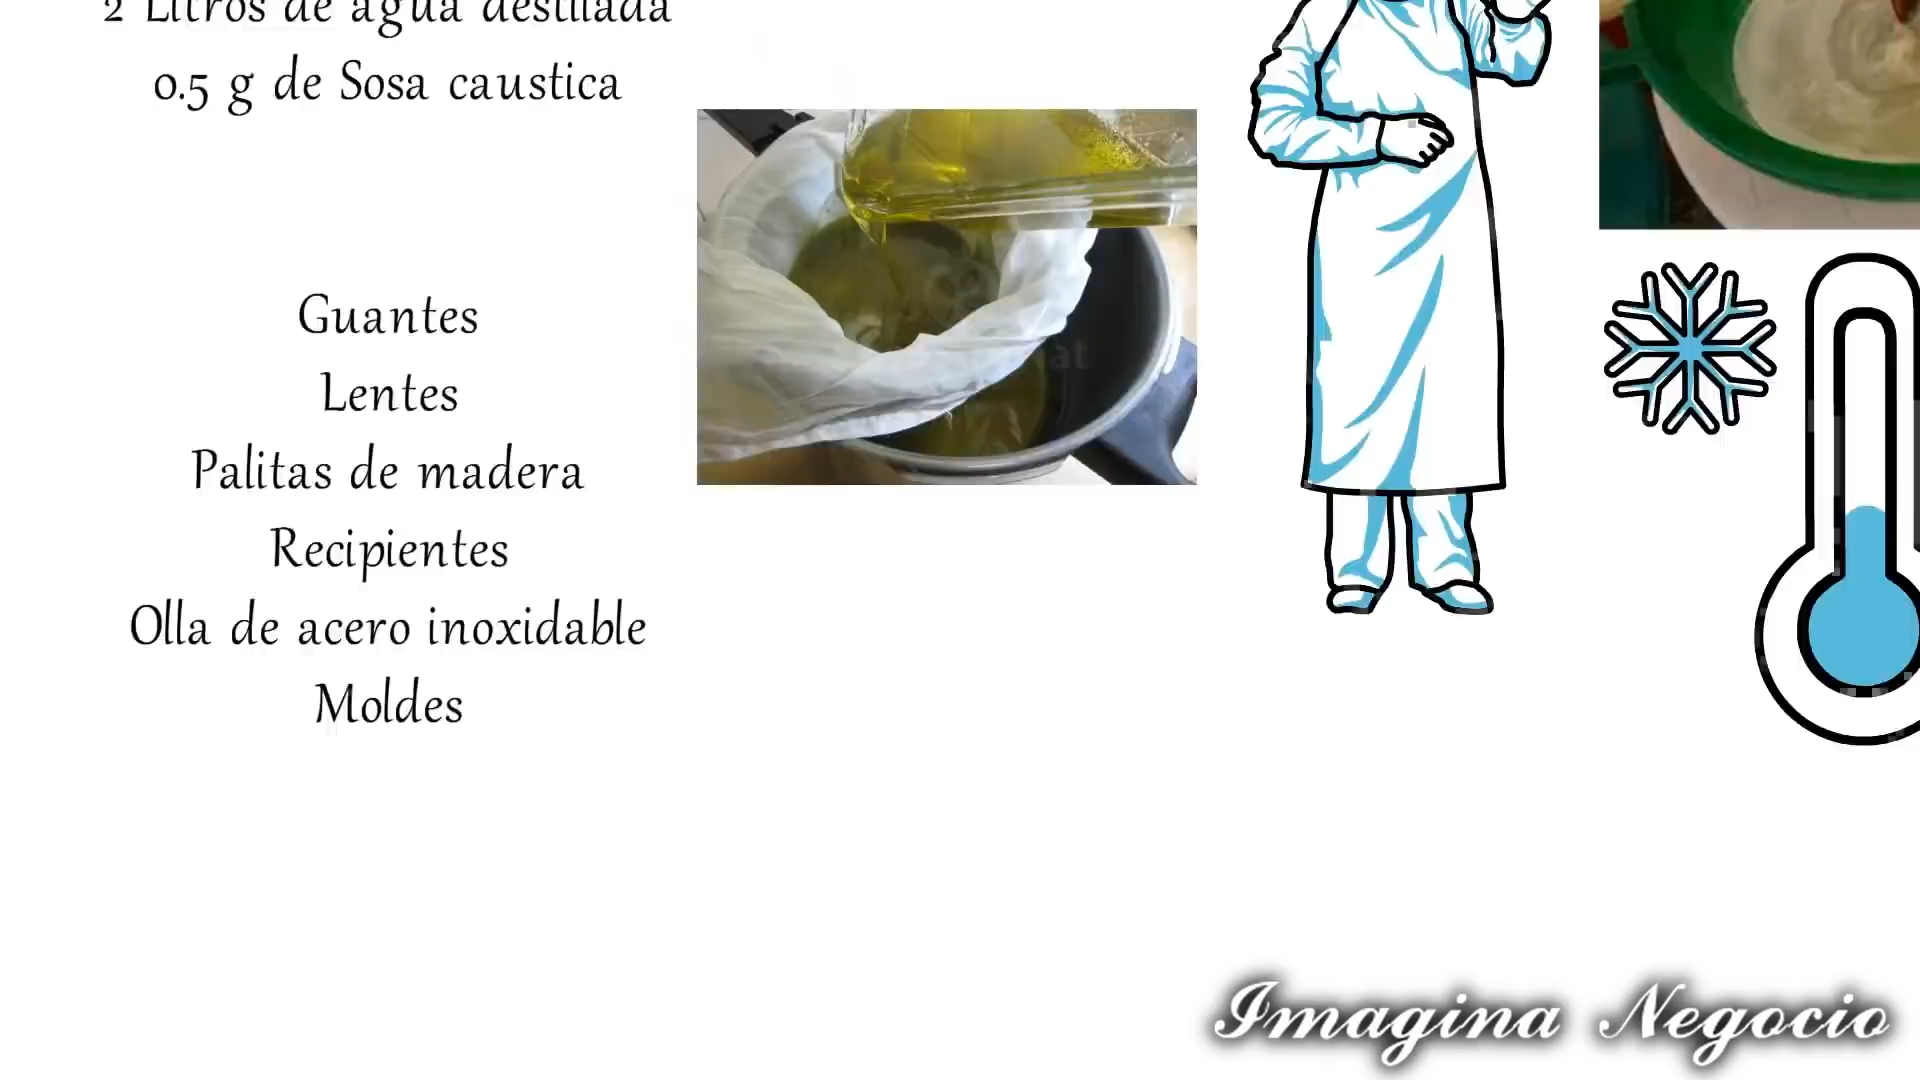 2 Litros de agua destilada
0.5 g de Sosa caustica
Guantes
Lentes
Palitas de madera
Recipientes
Olla de acero inoxidable
Moldes
Imagina Negocio